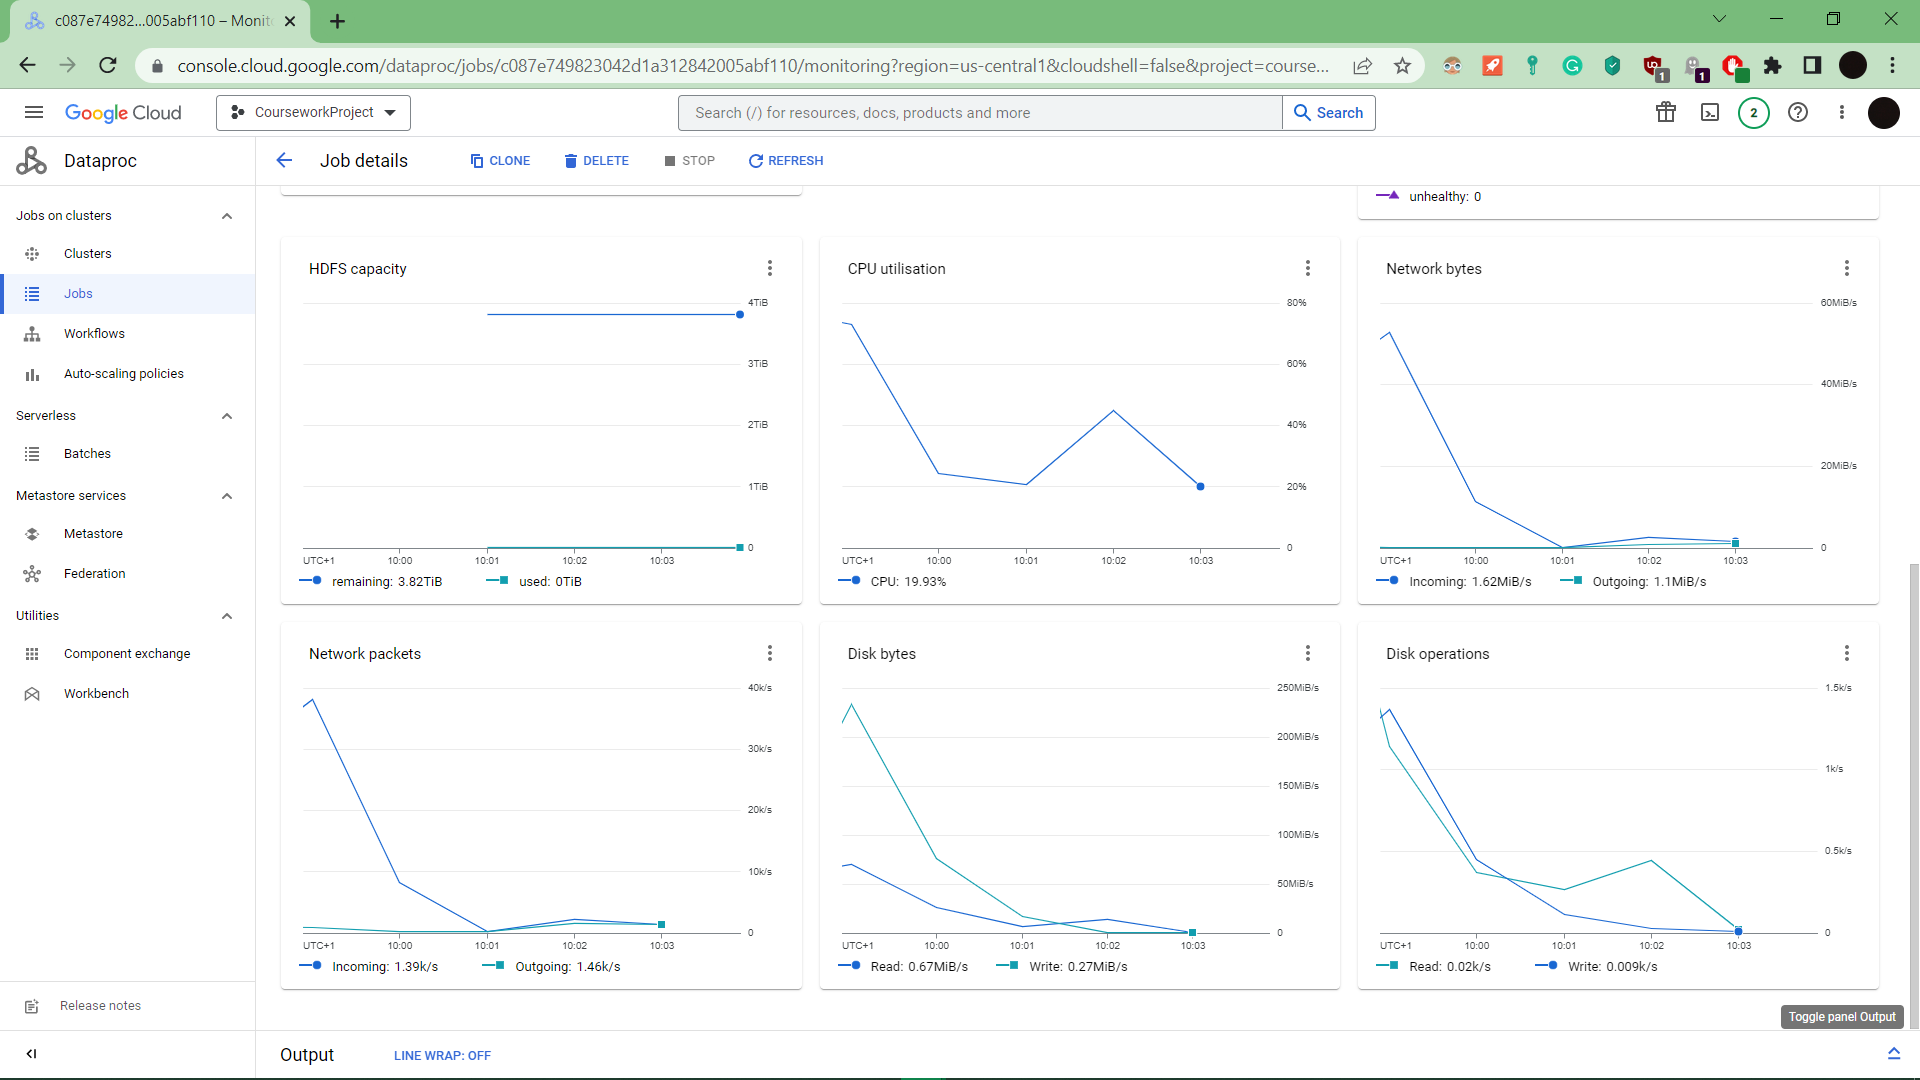 c087e74982...005abf110 – Monit
console.cloud.google.com/dataproc/jobs/c087e749823042d1a312842005abf110/monitoring?region=us-central1&cloudshell=false&project=course...
1
1
Google Cloud
CourseworkProject
Search (/) for resources, docs, products and more
Search
2
Dataproc
Job details
CLONE
DELETE
STOP
REFRESH
Jobs on clusters
Clusters
Jobs
Workflows
Auto-scaling policies
Serverless
Batches
Metastore services
Metastore
Federation
Utilities
Component exchange
Workbench
Release notes
unhealthy: 0
HDFS capacity
4TiB
3TiB
2TiB
1TiB
0
UTC+1 10:00 10:01 10:02 10:03
remaining: 3.82TiB used: 0TiB
CPU utilisation
80%
60%
40%
20%
0
UTC+1 10:00 10:01 10:02 10:03
CPU: 19.93%
Network bytes
60MiB/s
40MiB/s
20MiB/s
0
UTC+1 10:00 10:01 10:02 10:03
Incoming: 1.62MiB/s Outgoing: 1.1MiB/s
Network packets
40k/s
30k/s
20k/s
10k/s
0
UTC+1 10:00 10:01 10:02 10:03
Incoming: 1.39k/s Outgoing: 1.46k/s
Disk bytes
250MiB/s
200MiB/s
150MiB/s
100MiB/s
50MiB/s
0
UTC+1 10:00 10:01 10:02 10:03
Read: 0.67MiB/s Write: 0.27MiB/s
Disk operations
1.5k/s
1k/s
0.5k/s
0
UTC+1 10:00 10:01 10:02 10:03
Read: 0.02k/s Write: 0.009k/s
Toggle panel Output
Output
LINE WRAP: OFF